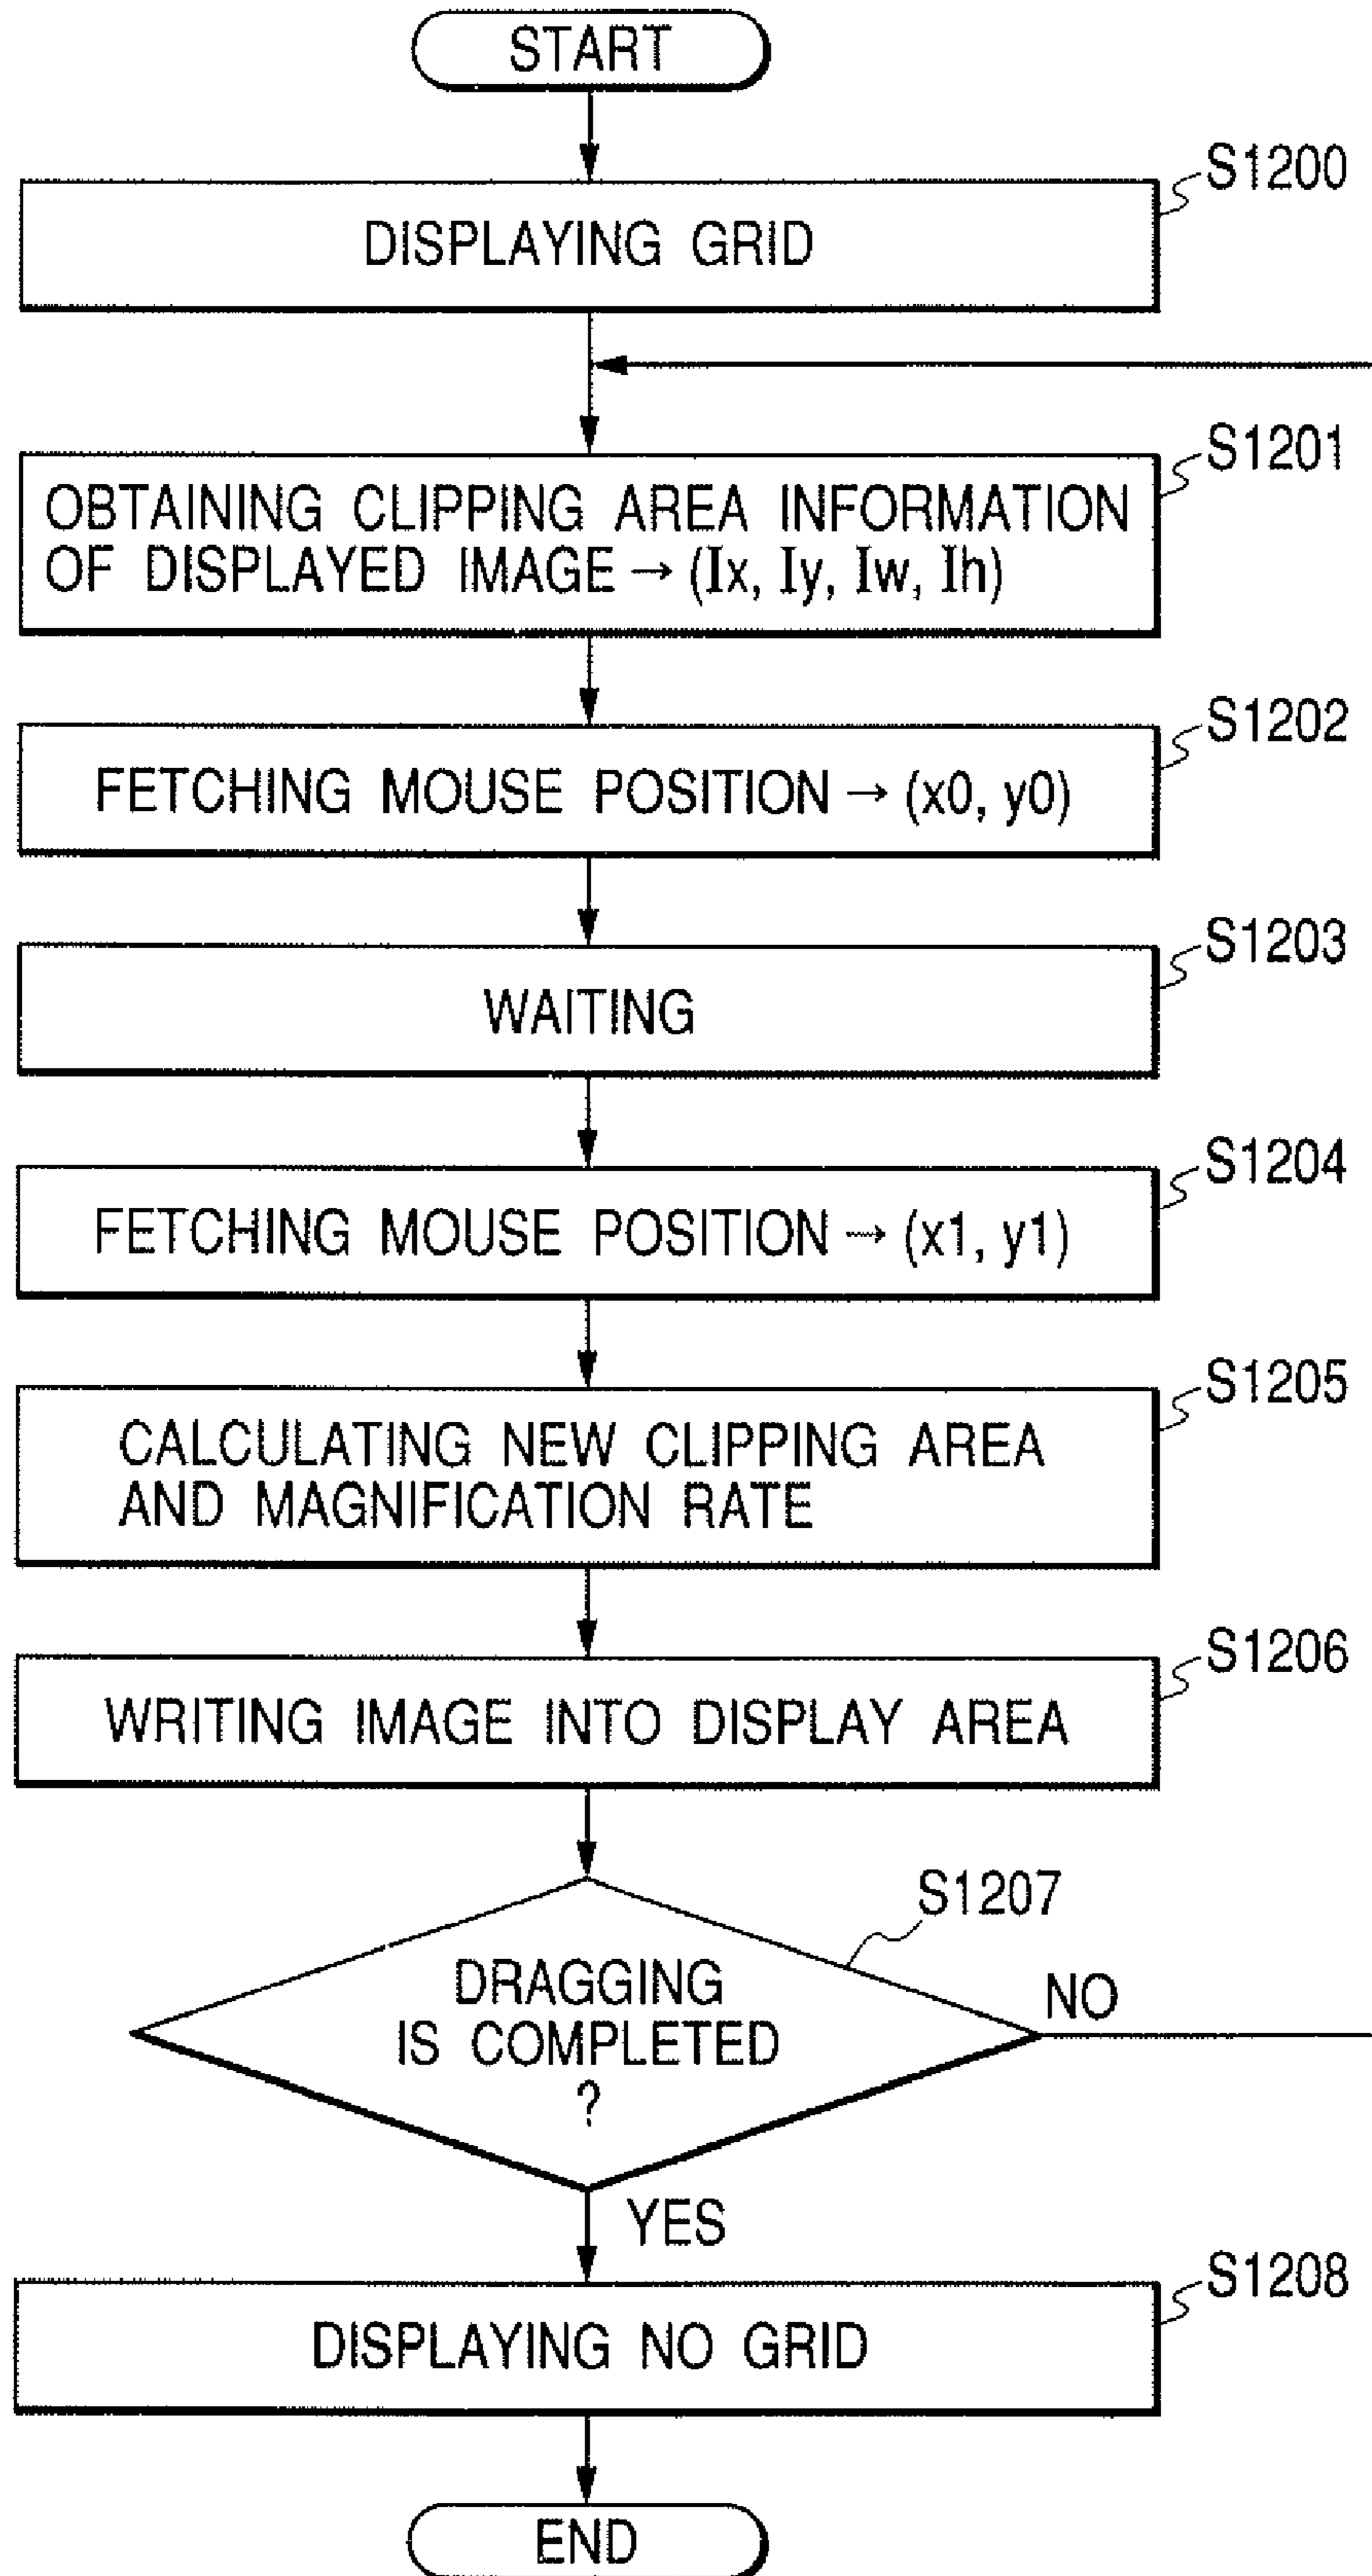 START
S1200
DISPLAYING GRID
S1201
OBTAINING CLIPPING AREA INFORMATION
OF DISPLAYED IMAGE → (Ix, Iy, Iw, Ih)
S1202
FETCHING MOUSE POSITION → (x0, y0)
S1203
WAITING
S1204
FETCHING MOUSE POSITION → (x1, y1)
S1205
CALCULATING NEW CLIPPING AREA
AND MAGNIFICATION RATE
S1206
WRITING IMAGE INTO DISPLAY AREA
S1207
DRAGGING
IS COMPLETED
?
NO
YES
S1208
DISPLAYING NO GRID
END